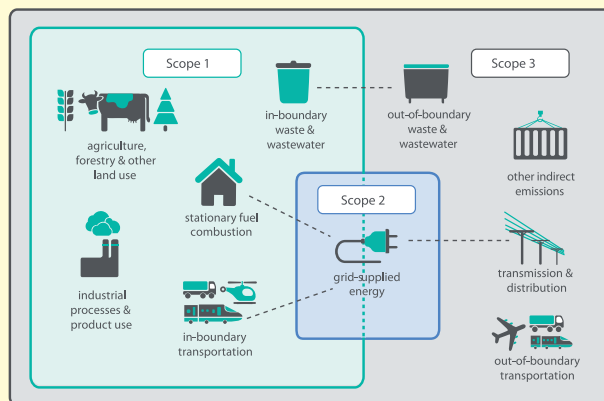 Scope 1
Scope 3
in-boundary
waste &
wastewater
out-of-boundary
waste &
wastewater
agriculture,
forestry & other
land use
other indirect
emissions
stationary fuel
combustion
Scope 2
grid-supplied
energy
transmission &
distribution
industrial
processes &
product use
in-boundary
transportation
out-of-boundary
transportation